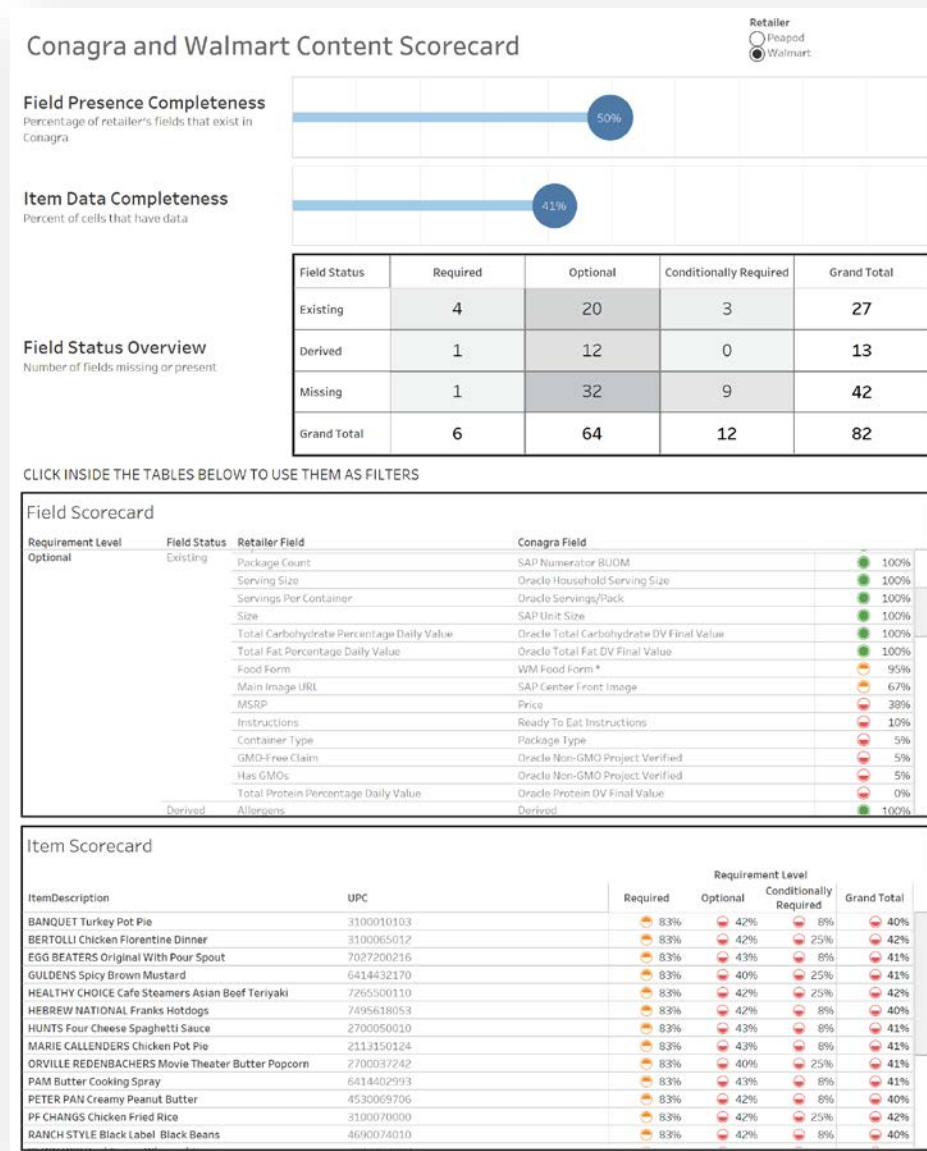 Conagra and Walmart Content Scorecard
Retailer
Peapod
Walmart
Field Presence Completeness
Percentage of retailer's fields that exist in
Conagra
50%
Item Data Completeness
Percent of cells that have data
41%
Field Status Overview
Number of fields missing or present
Field Status Required Optional Conditionally Required Grand Total
Existing 4 20 3 27
Derived 1 12 0 13
Missing 1 32 9 42
Grand Total 6 64 12 82
CLICK INSIDE THE TABLES BELOW TO USE THEM AS FILTERS
Field Scorecard
Requirement Level Field Status Retailer Field Conagra Field
Optional Existing Package Count SAP Numerator BUOM 100%
Serving Size Oracle Household Serving Size 100%
Servings Per Container Oracle Servings/Pack 100%
Size SAP Unit Size 100%
Total Carbohydrate Percentage Daily Value Oracle Total Carbohydrate DV Final Value 100%
Total Fat Percentage Daily Value Oracle Total Fat DV Final Value 100%
Food Form WM Food Form * 95%
Main Image URL SAP Center Front Image 67%
MSRP Price 38%
Instructions Ready To Eat Instructions 10%
Container Type Package Type 5%
GMO-Free Claim Oracle Non-GMO Project Verified 5%
Has GMOs Oracle Non-GMO Project Verified 5%
Total Protein Percentage Daily Value Oracle Protein DV Final Value 0%
Derived Allergens Derived 100%
Item Scorecard
Requirement Level
ItemDescription UPC Required Optional Conditionally Required Grand Total
BANQUET Turkey Pot Pie 3100010103 83% 42% 8% 40%
BERTOLLI Chicken Florentine Dinner 3100065012 83% 42% 25% 42%
EGG BEATERS Original With Pour Spout 7027200216 83% 43% 8% 41%
GULDENS Spicy Brown Mustard 6414432170 83% 40% 25% 41%
HEALTHY CHOICE Cafe Steamers Asian Beef Teriyaki 7265500110 83% 42% 25% 42%
HEBREW NATIONAL Franks Hotdogs 7495618053 83% 42% 8% 40%
HUNTS Four Cheese Spaghetti Sauce 2700050010 83% 43% 8% 41%
MARIE CALLENDERS Chicken Pot Pie 2113150124 83% 43% 8% 41%
ORVILLE REDENBACHERS Movie Theater Butter Popcorn 2700037242 83% 40% 25% 41%
PAM Butter Cooking Spray 6414402993 83% 43% 8% 41%
PETER PAN Creamy Peanut Butter 4530069706 83% 42% 8% 40%
PF CHANGS Chicken Fried Rice 3100070000 83% 42% 25% 42%
RANCH STYLE Black Label Black Beans 4690074010 83% 42% 8% 40%